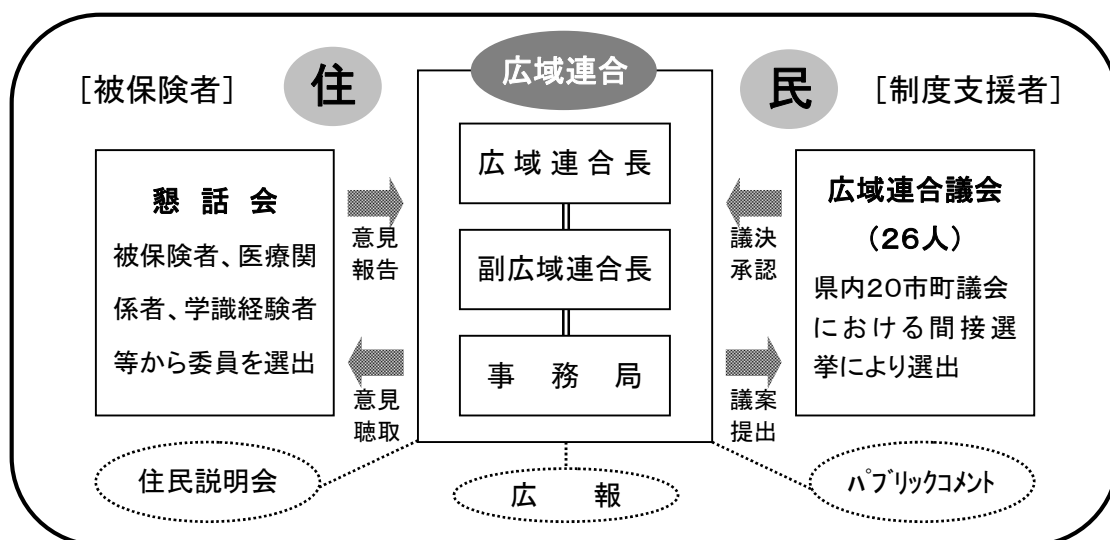 広域連合
[被保険者]
住
民
[制度支援者]
広域連合長
副広域連合長
事務局
懇話会
被保険者、医療関
係者、学識経験者
等から委員を選出
意見
報告
意見
聴取
議決
承認
議案
提出
広域連合議会
(26人)
県内20市町議会
における間接選
挙により選出
住民説明会
広報
パブリックコメント